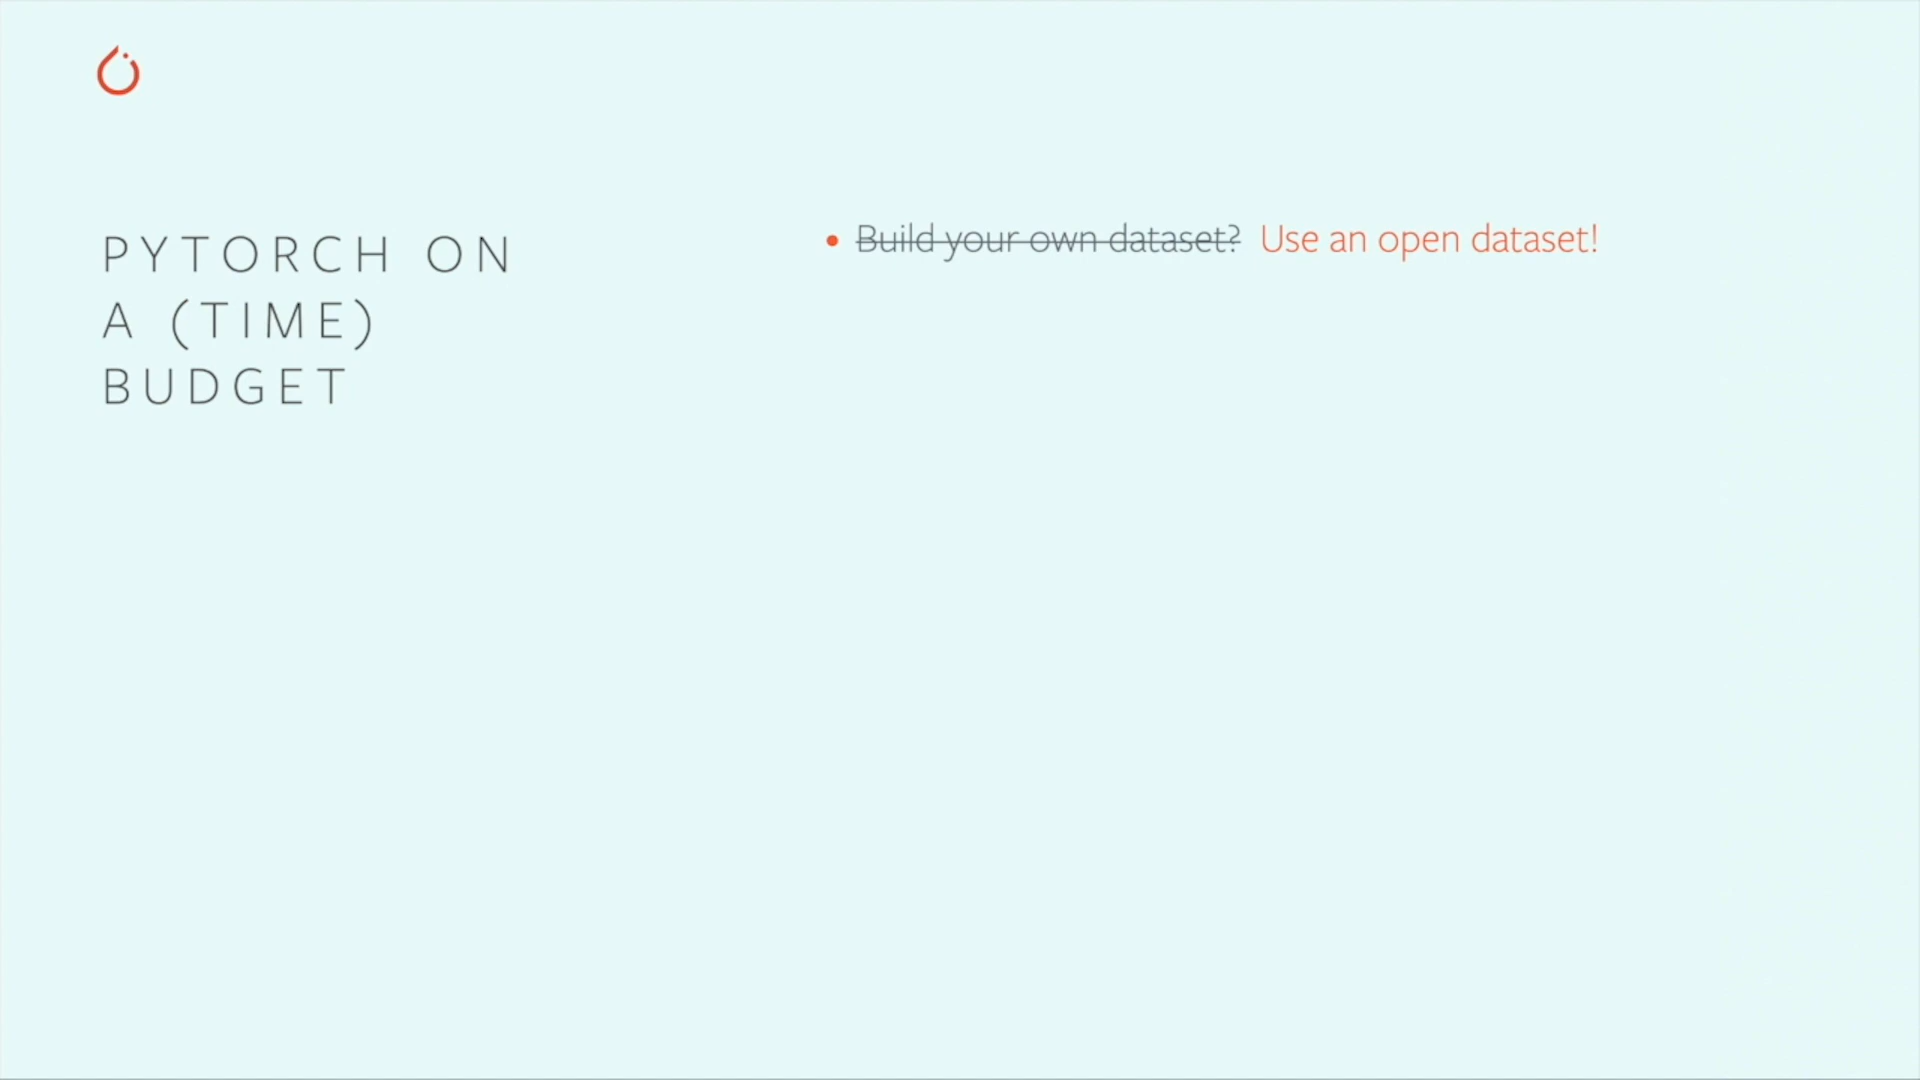 PYTORCH ON
A (TIME)
BUDGET
• Build your own dataset? Use an open dataset!